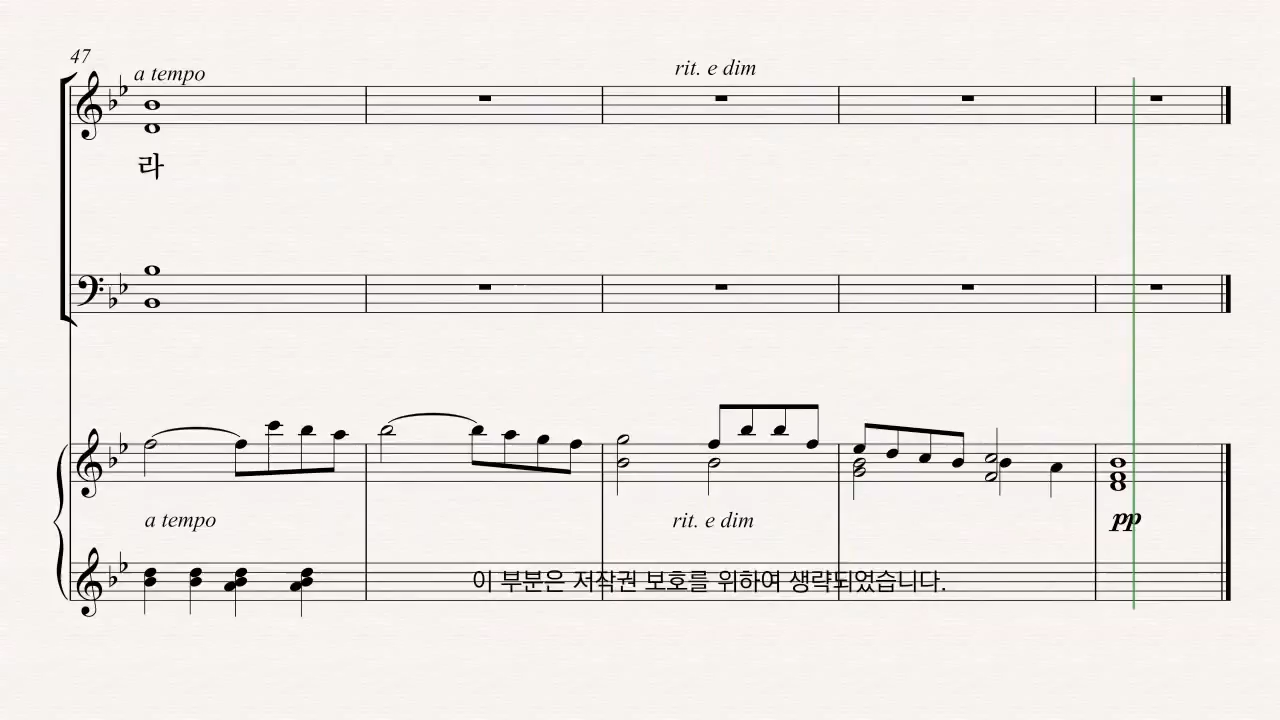 47
a tempo
rit. e dim
라
a tempo
rit. e dim
pp
이 부분은 저작권 보호를 위하여 생략되었습니다.